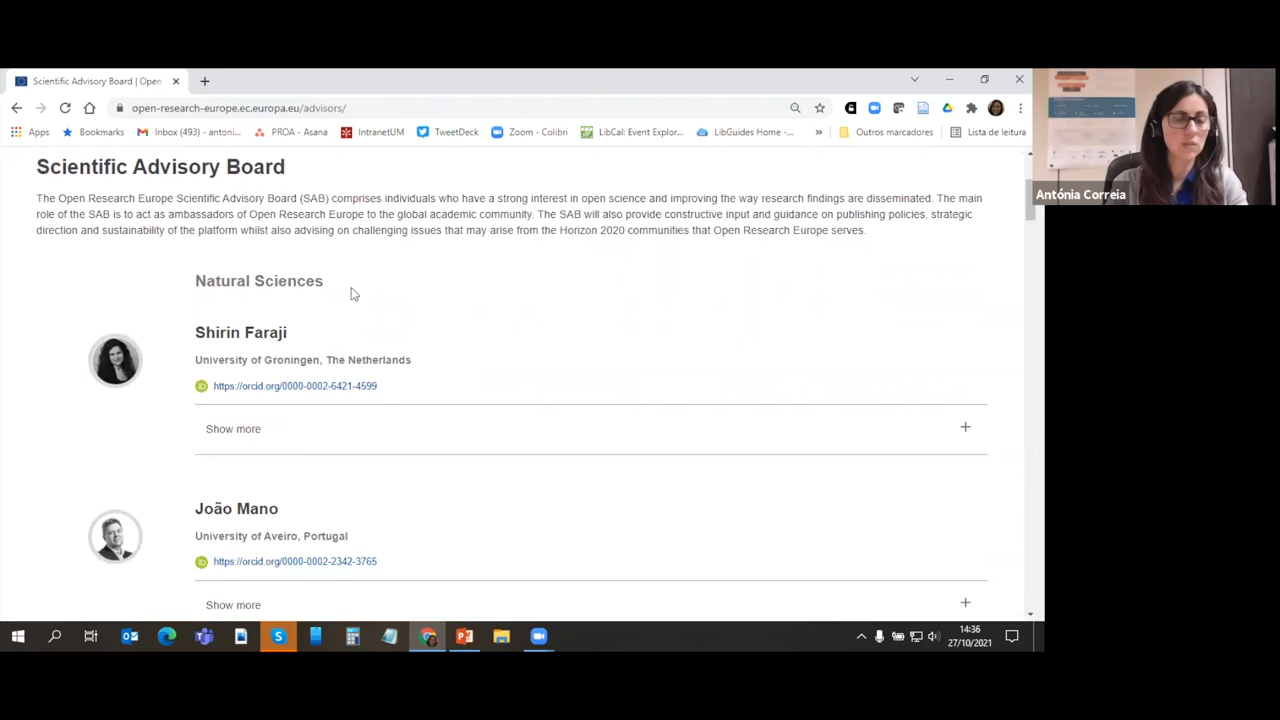 Scientific Advisory Board | Open
open-research-europe.ec.europa.eu/advisors/
Apps
Bookmarks
Inbox (493) - antoni...
PROA - Asana
IntranetUM
TweetDeck
Zoom - Colibri
LibCal: Event Explor...
LibGuides Home -...
»
Outros marcadores
Lista de leitura
Scientific Advisory Board
The Open Research Europe Scientific Advisory Board (SAB) comprises individuals who have a strong interest in open science and improving the way research findings are disseminated. The main
role of the SAB is to act as ambassadors of Open Research Europe to the global academic community. The SAB will also provide constructive input and guidance on publishing policies, strategic
direction and sustainability of the platform whilst also advising on challenging issues that may arise from the Horizon 2020 communities that Open Research Europe serves.
Natural Sciences
Shirin Faraji
University of Groningen, The Netherlands
https://orcid.org/0000-0002-6421-4599
Show more
João Mano
University of Aveiro, Portugal
https://orcid.org/0000-0002-2342-3765
Show more
Antónia Correia
14:36
27/10/2021